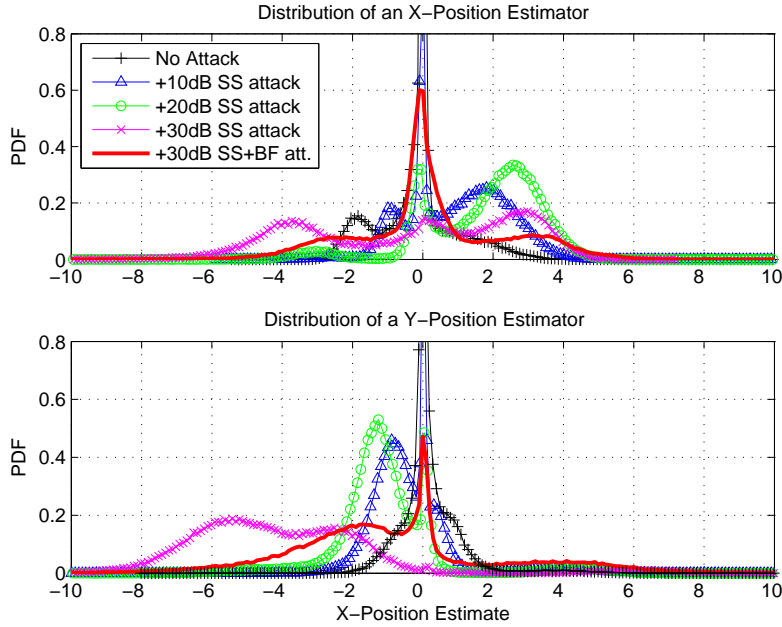 Distribution of an X−Position Estimator
0.8
0.6
0.4
0.2
0
PDF
No Attack
+10dB SS attack
+20dB SS attack
+30dB SS attack
+30dB SS+BF att.
−10 −8 −6 −4 −2 0 2 4 6 8 10
Distribution of a Y−Position Estimator
0.8
0.6
0.4
0.2
0
PDF
−10 −8 −6 −4 −2 0 2 4 6 8 10
X−Position Estimate